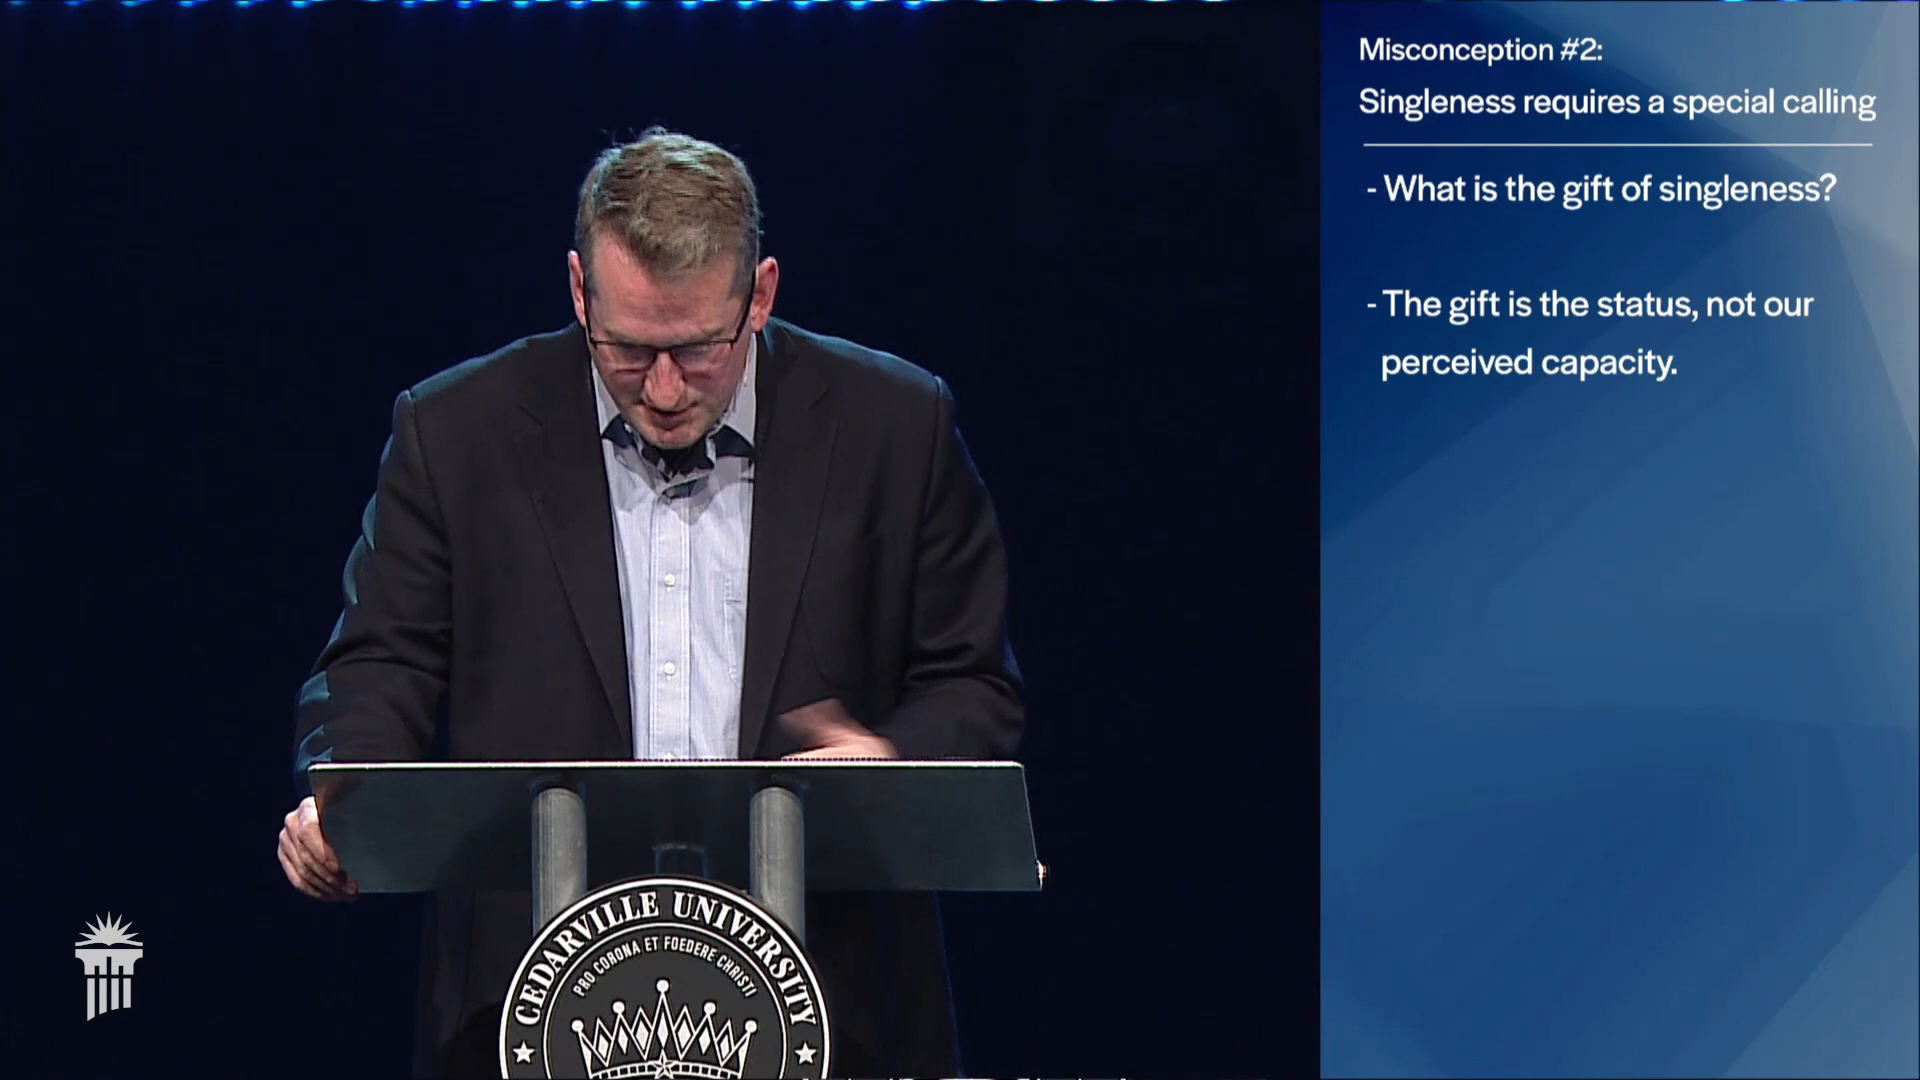 Misconception #2:
Singleness requires a special calling
- What is the gift of singleness?
- The gift is the status, not our
perceived capacity.
CEDARVILLE UNIVERSITY
PRO CORONA ET FOEDERE CHRISTI